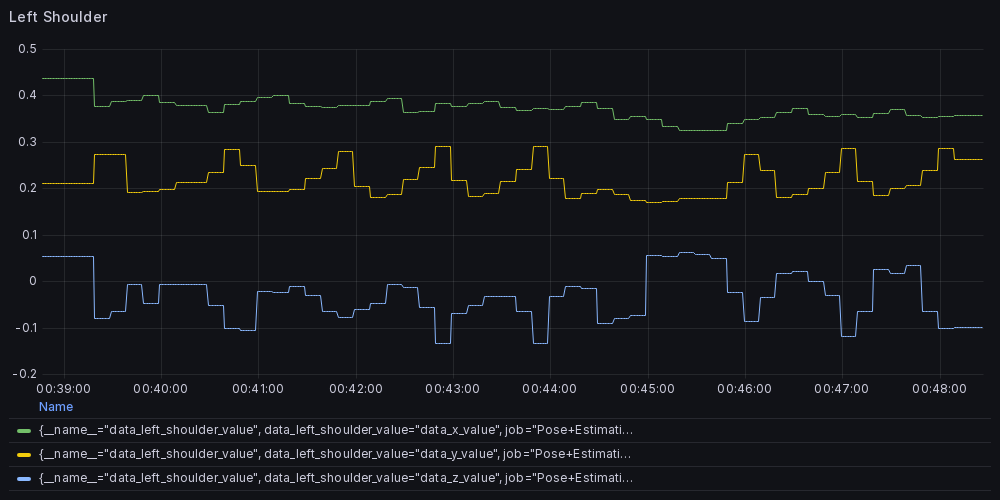 Left Shoulder
0.5
0.4
0.3
0.2
0.1
0
-0.1
-0.2
00:39:00 00:40:00 00:41:00 00:42:00 00:43:00 00:44:00 00:45:00 00:46:00 00:47:00 00:48:00
Name
{__name__="data_left_shoulder_value", data_left_shoulder_value="data_x_value", job="Pose+Estimati...
{__name__="data_left_shoulder_value", data_left_shoulder_value="data_y_value", job="Pose+Estimati...
{__name__="data_left_shoulder_value", data_left_shoulder_value="data_z_value", job="Pose+Estimati...